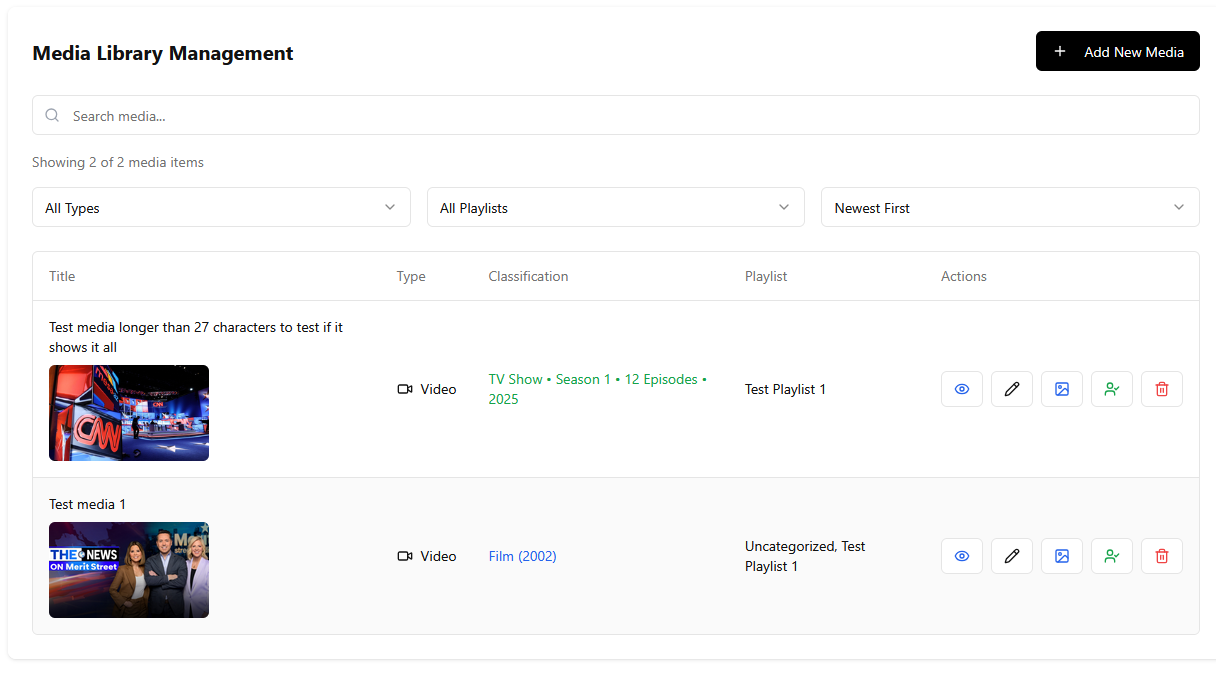 Media Library Management
Add New Media
Search media...
Showing 2 of 2 media items
All Types
All Playlists
Newest First
Title
Type
Classification
Playlist
Actions
Test media longer than 27 characters to test if it
shows it all
CNN
CNN
Video
TV Show • Season 1 • 12 Episodes •
2025
Test Playlist 1
Test media 1
THE NEWS
ON Merit Street
Merit
Video
Film (2002)
Uncategorized, Test
Playlist 1